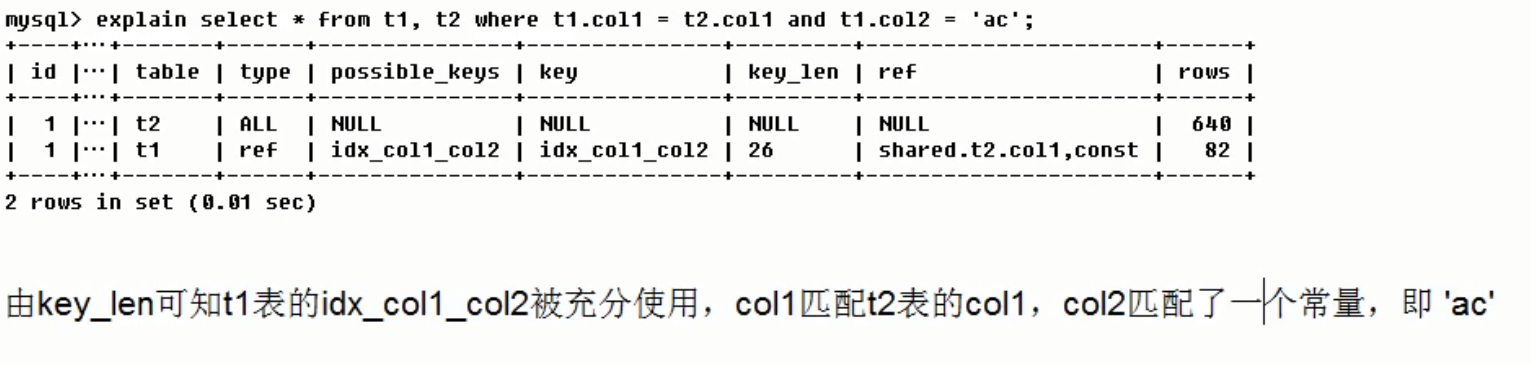 mysql> explain select * from t1, t2 where t1.col1 = t2.col1 and t1.col2 = 'ac';
+----+···+-------+------+----------------+----------------+---------+-----------------------+------+
| id |···| table | type | possible_keys | key | key_len | ref | rows |
+----+···+-------+------+----------------+----------------+---------+-----------------------+------+
| 1 |···| t2 | ALL | NULL | NULL | NULL | NULL | 640 |
| 1 |···| t1 | ref | idx_col1_col2 | idx_col1_col2 | 26 | shared.t2.col1,const | 82 |
+----+···+-------+------+----------------+----------------+---------+-----------------------+------+
2 rows in set (0.01 sec)
由key_len可知t1表的idx_col1_col2被充分使用，col1匹配t2表的col1，col2匹配了一个常量，即 'ac'